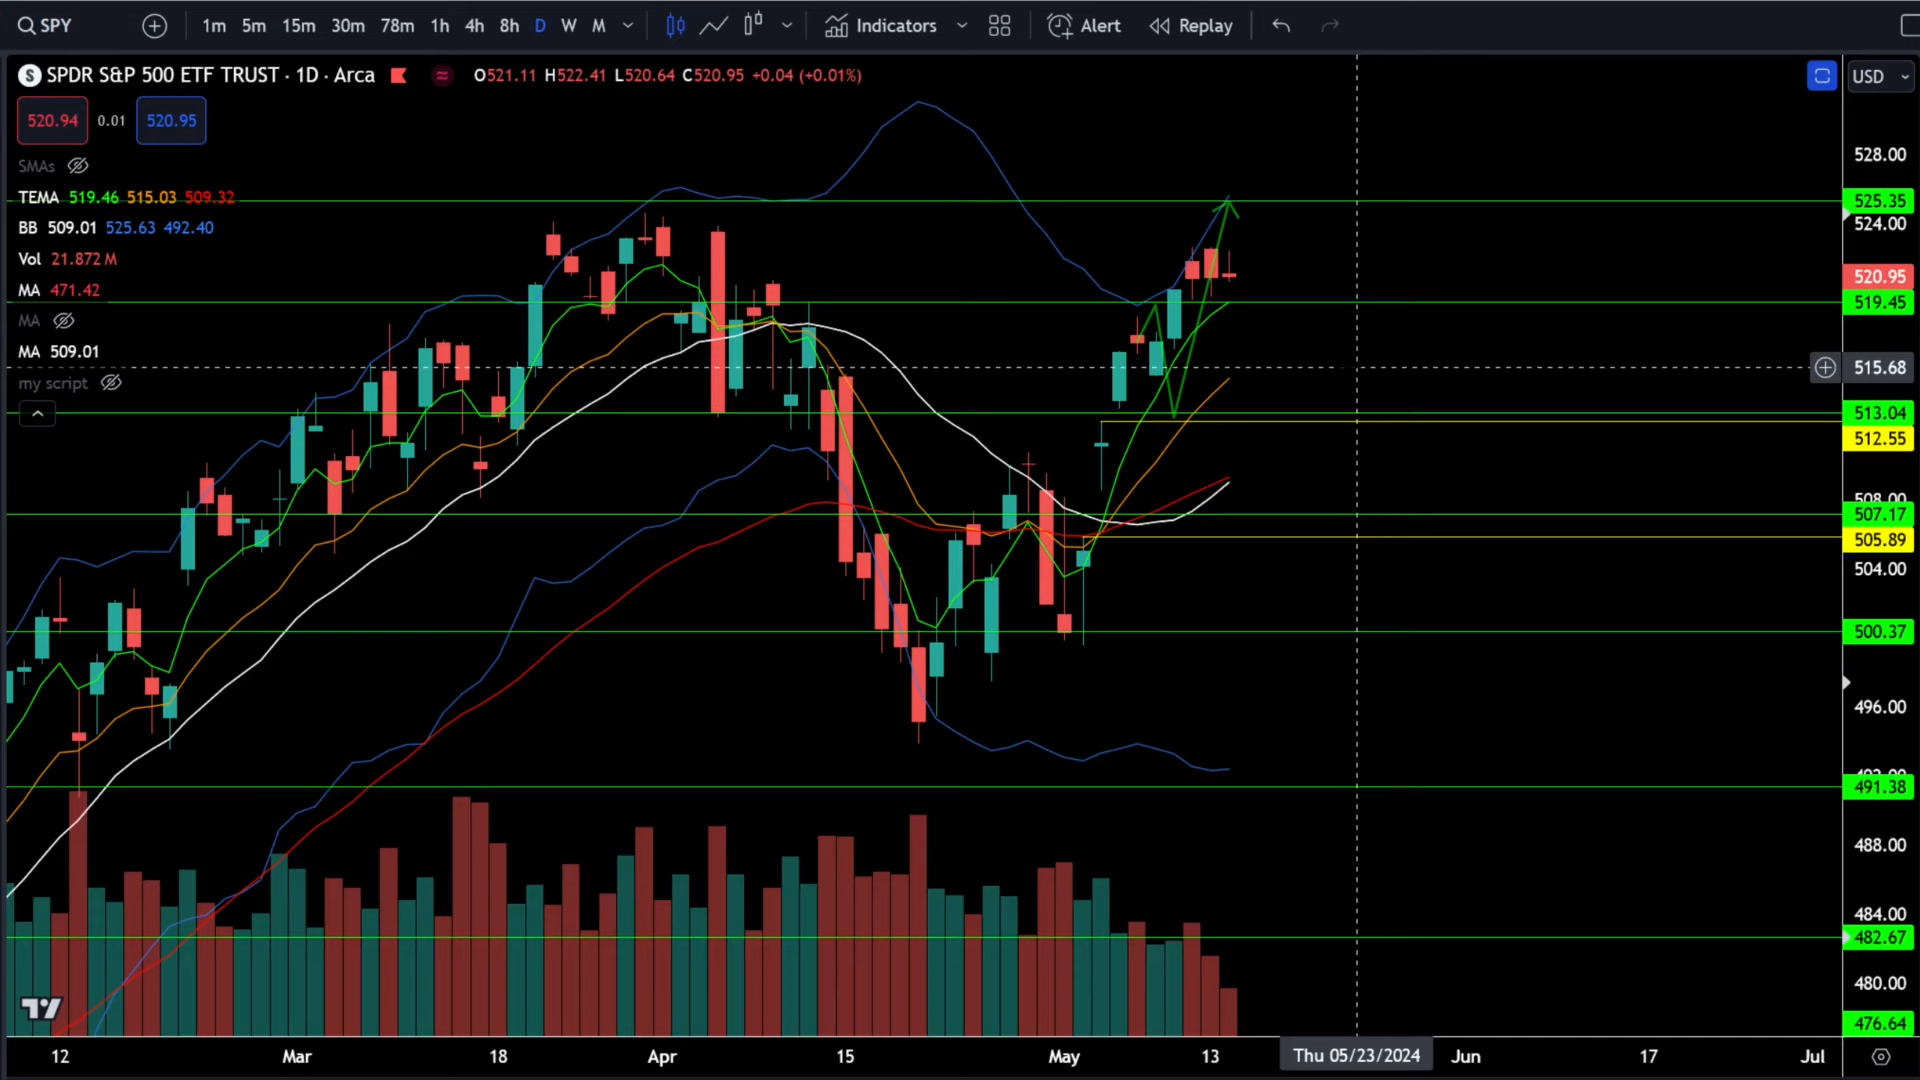 SPY 1m 5m 15m 30m 78m 1h 4h 8h D W M Indicators Alert Replay
S SPDR S&P 500 ETF TRUST · 1D · Arca ≈ O521.11 H522.41 L520.64 C520.95 +0.04 (+0.01%) USD
520.94 0.01 520.95
SMAs
TEMA 519.46 515.03 509.32
BB 509.01 525.63 492.40
Vol 21.872 M
MA 471.42
MA
MA 509.01
my script
528.00
525.35
524.00
520.95
519.45
515.68
513.04
512.55
508.00
507.17
505.89
504.00
500.37
496.00
491.38
488.00
484.00
482.67
480.00
476.64
12 Mar 18 Apr 15 May 13 Thu 05/23/2024 Jun 17 Jul